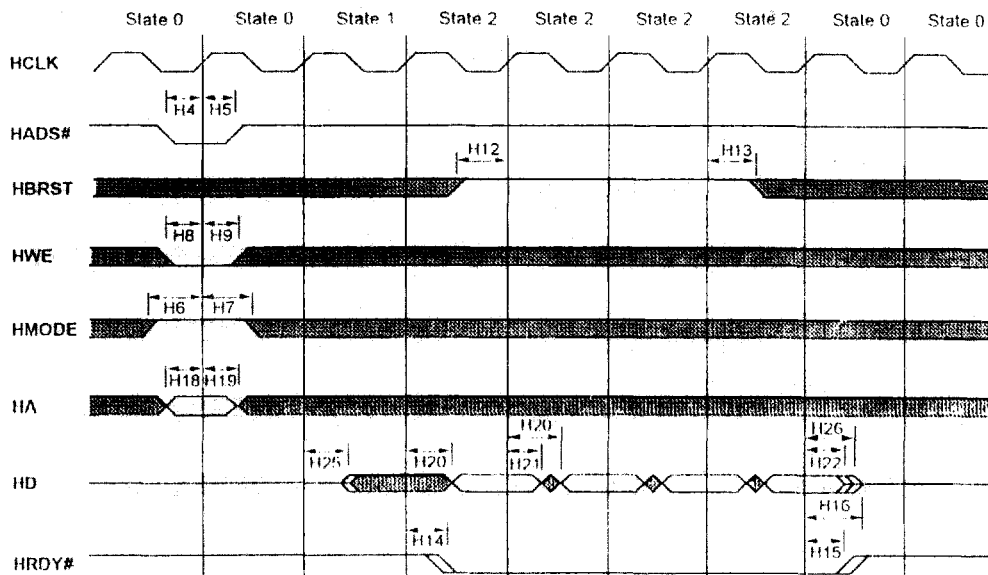 State 0 State 0 State 1 State 2 State 2 State 2 State 2 State 0 State 0
HCLK
H4 H5
HADS#
H12 H13
HBRST
H8 H9
HWE
H6 H7
HMODE
H18 H19
HA
H20 H26
H25 H20 H21 H22
HD
H16
H14 H15
HRDY#